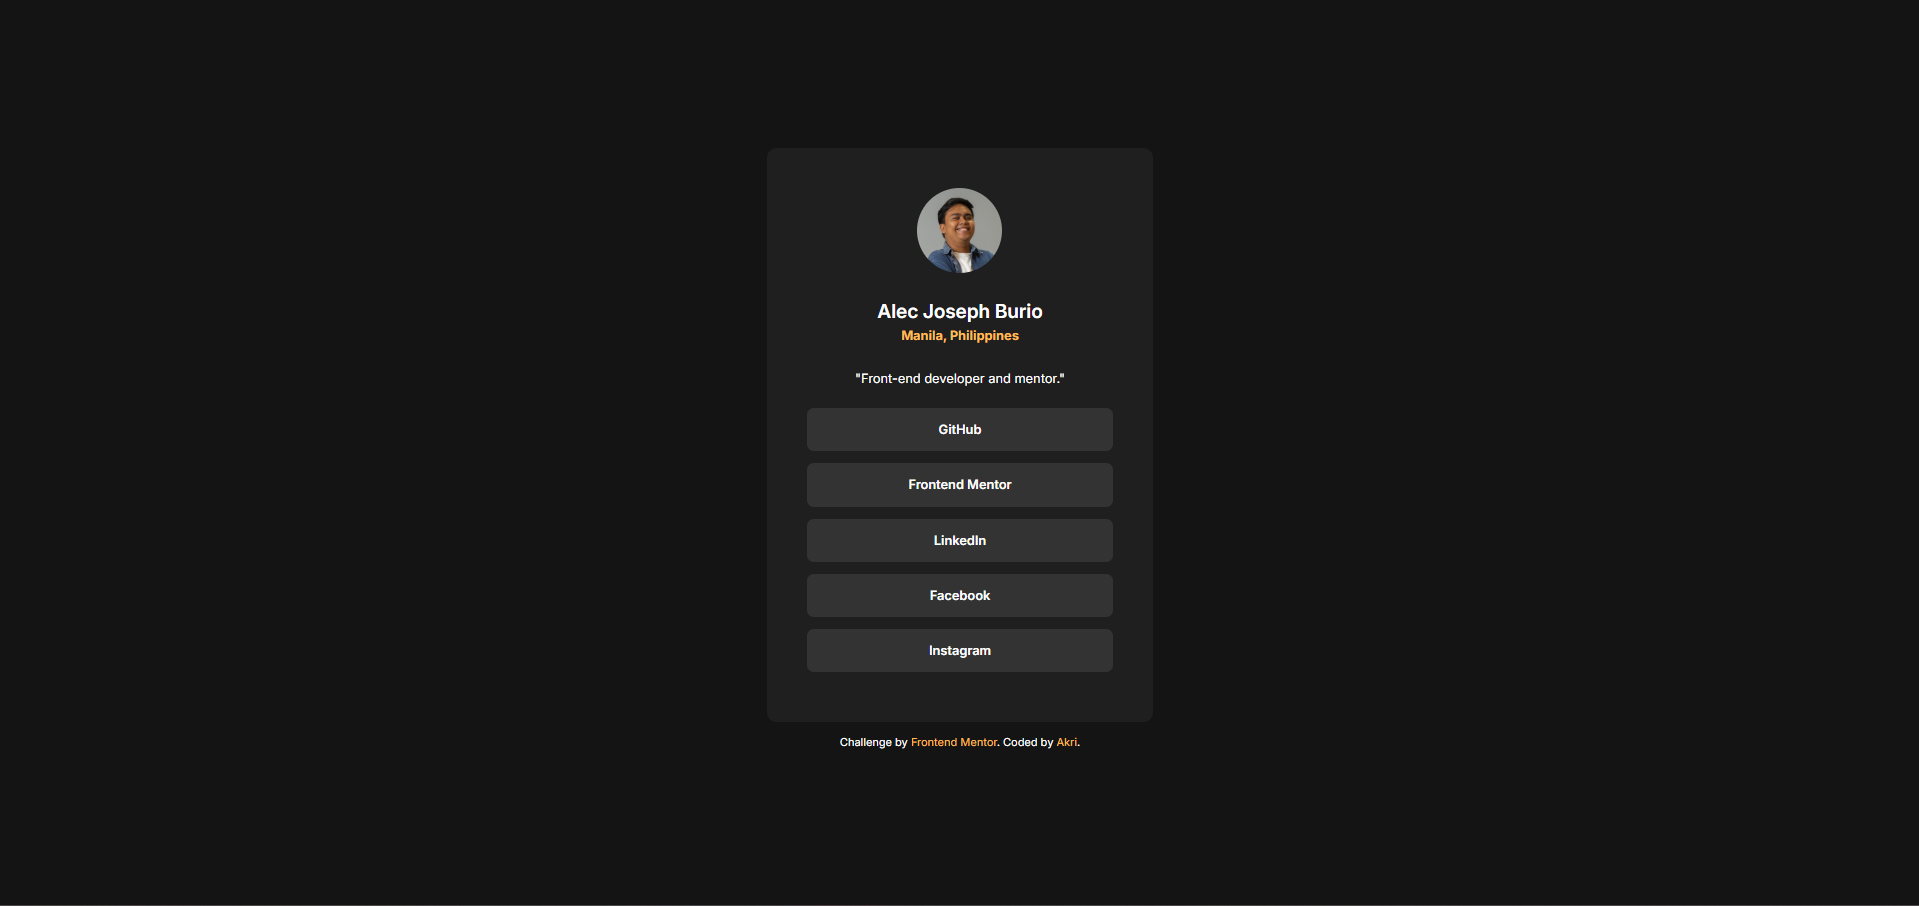 Alec Joseph Burio
Manila, Philippines
"Front-end developer and mentor."
GitHub
Frontend Mentor
LinkedIn
Facebook
Instagram
Challenge by Frontend Mentor. Coded by Akri.